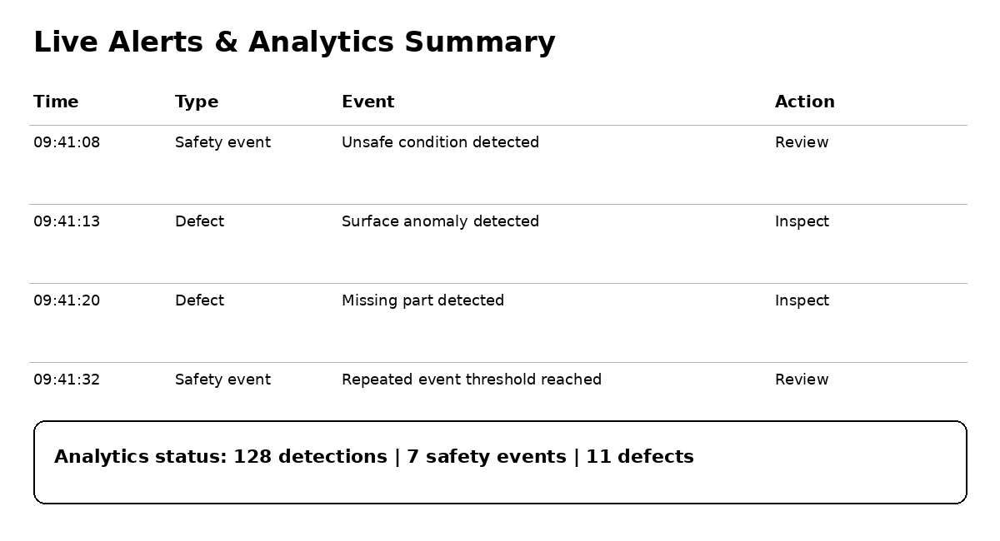 Live Alerts & Analytics Summary
Time Type Event Action
09:41:08 Safety event Unsafe condition detected Review
09:41:13 Defect Surface anomaly detected Inspect
09:41:20 Defect Missing part detected Inspect
09:41:32 Safety event Repeated event threshold reached Review
Analytics status: 128 detections | 7 safety events | 11 defects